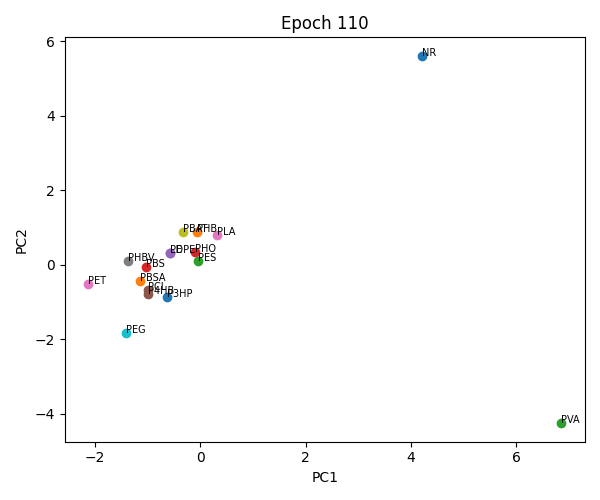 Epoch 110
6
NR
4
2
PBAT
PHB
PLA
PHO
PHBV
PES
PBS
0
PET
PBSA
PCL
P4HB
P3HP
PEG
−2
−4
PVA
−2
0
2
4
6
PC1
PC2